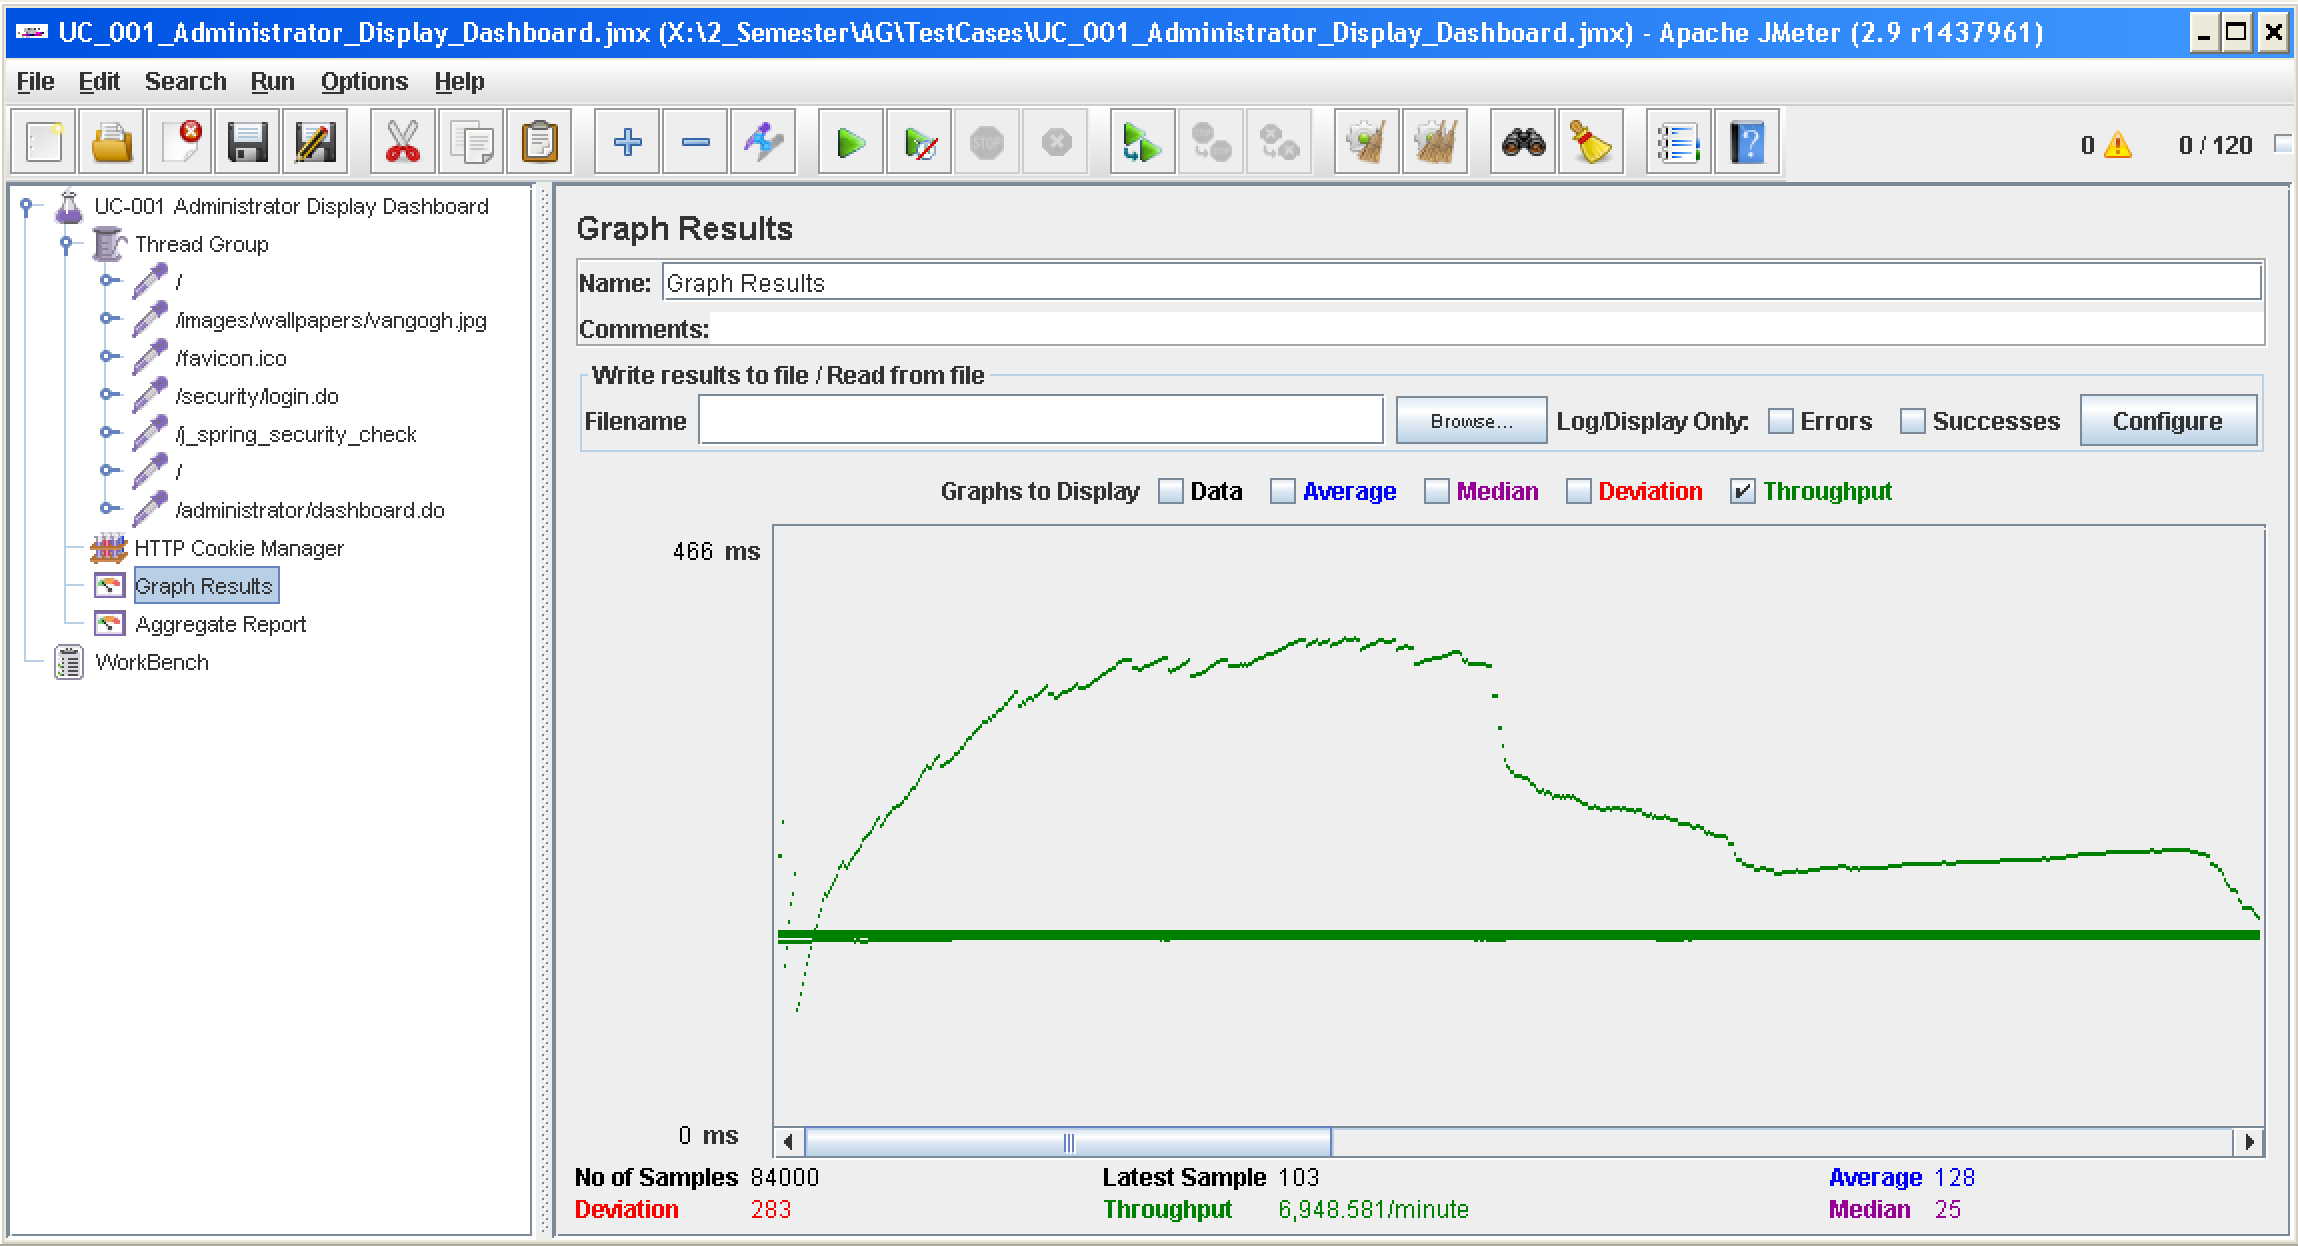 UC_001_Administrator_Display_Dashboard.jmx (X:\2_Semester\AG\TestCases\UC_001_Administrator_Display_Dashboard.jmx) - Apache JMeter (2.9 r1437961)
File Edit Search Run Options Help
STOP
0 0 / 120
UC-001 Administrator Display Dashboard
Thread Group
/
/images/wallpapers/vangogh.jpg
/favicon.ico
/security/login.do
/j_spring_security_check
/
/administrator/dashboard.do
HTTP Cookie Manager
Graph Results
Aggregate Report
WorkBench
Graph Results
Name: Graph Results
Comments:
Write results to file / Read from file
Filename Browse... Log/Display Only: Errors Successes Configure
Graphs to Display Data Average Median Deviation Throughput
466 ms
0 ms
No of Samples 84000 Latest Sample 103 Average 128
Deviation 283 Throughput 6,948.581/minute Median 25